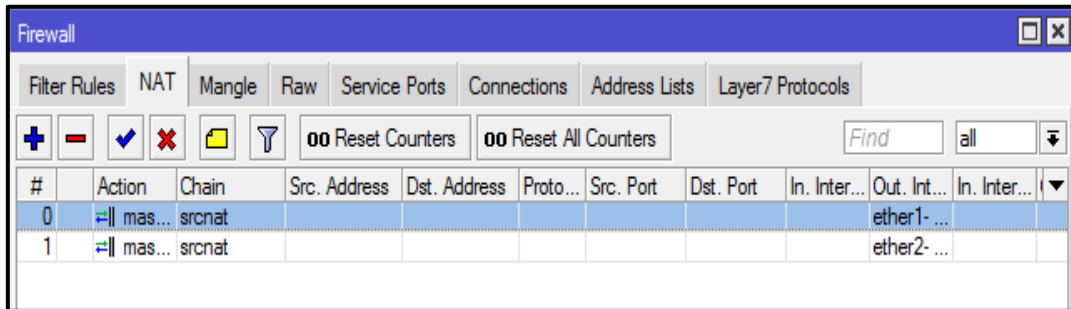 Firewall
Filter Rules NAT Mangle Raw Service Ports Connections Address Lists Layer7 Protocols
00 Reset Counters 00 Reset All Counters Find all
# Action Chain Src. Address Dst. Address Proto... Src. Port Dst. Port In. Inter... Out. Int... In. Inter...
0 mas... srcnat ether1- ...
1 mas... srcnat ether2- ...